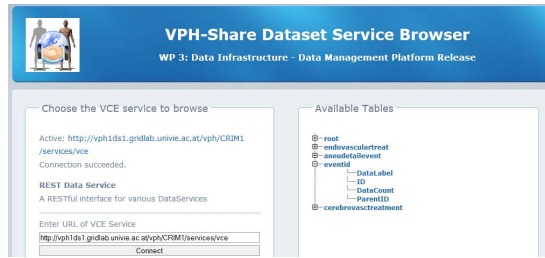 VPH-Share Dataset Service Browser
WP 3: Data Infrastructure - Data Management Platform Release
Choose the VCE service to browse
Active: http://vph1ds1.gridlab.univie.ac.at/vph/CRIM1
/services/vce
Connection succeeded.
REST Data Service
A RESTful interface for various DataServices
Enter URL of VCE Service
http://vph1ds1.gridlab.univie.ac.at/vph/CRIM1/services/vce
Connect
Available Tables
root
endovasculartreat
aneudetailevent
eventid
DataLabel
ID
DataCount
ParentID
cerebrovasctreatment